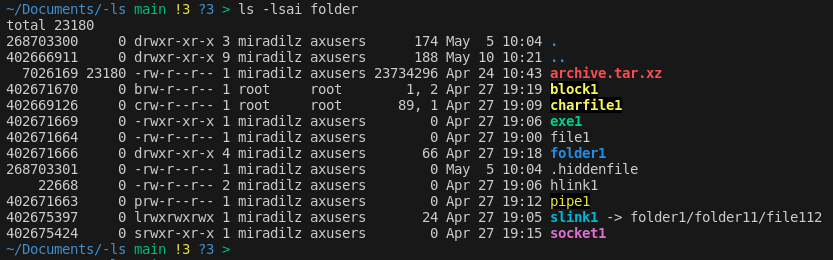 ~/Documents/-ls main !3 ?3 > ls -lsai folder
total 23180
268703300     0 drwxr-xr-x 3 miradilz axusers      174 May  5 10:04 .
402666911     0 drwxr-xr-x 9 miradilz axusers      188 May 10 10:21 ..
  7026169 23180 -rw-r--r-- 1 miradilz axusers 23734296 Apr 24 10:43 archive.tar.xz
402671670     0 brw-r--r-- 1 root     root        1, 2 Apr 27 19:19 block1
402669126     0 crw-r--r-- 1 root     root       89, 1 Apr 27 19:09 charfile1
402671669     0 -rwxr-xr-x 1 miradilz axusers        0 Apr 27 19:06 exe1
402671664     0 -rw-r--r-- 1 miradilz axusers        0 Apr 27 19:00 file1
402671666     0 drwxr-xr-x 4 miradilz axusers       66 Apr 27 19:18 folder1
268703301     0 -rw-r--r-- 1 miradilz axusers        0 May  5 10:04 .hiddenfile
    22668     0 -rw-r--r-- 2 miradilz axusers        0 Apr 27 19:06 hlink1
402671663     0 prw-r--r-- 1 miradilz axusers        0 Apr 27 19:12 pipe1
402675397     0 lrwxrwxrwx 1 miradilz axusers       24 Apr 27 19:05 slink1 -> folder1/folder11/file112
402675424     0 srwxr-xr-x 1 miradilz axusers        0 Apr 27 19:15 socket1
~/Documents/-ls main !3 ?3 >